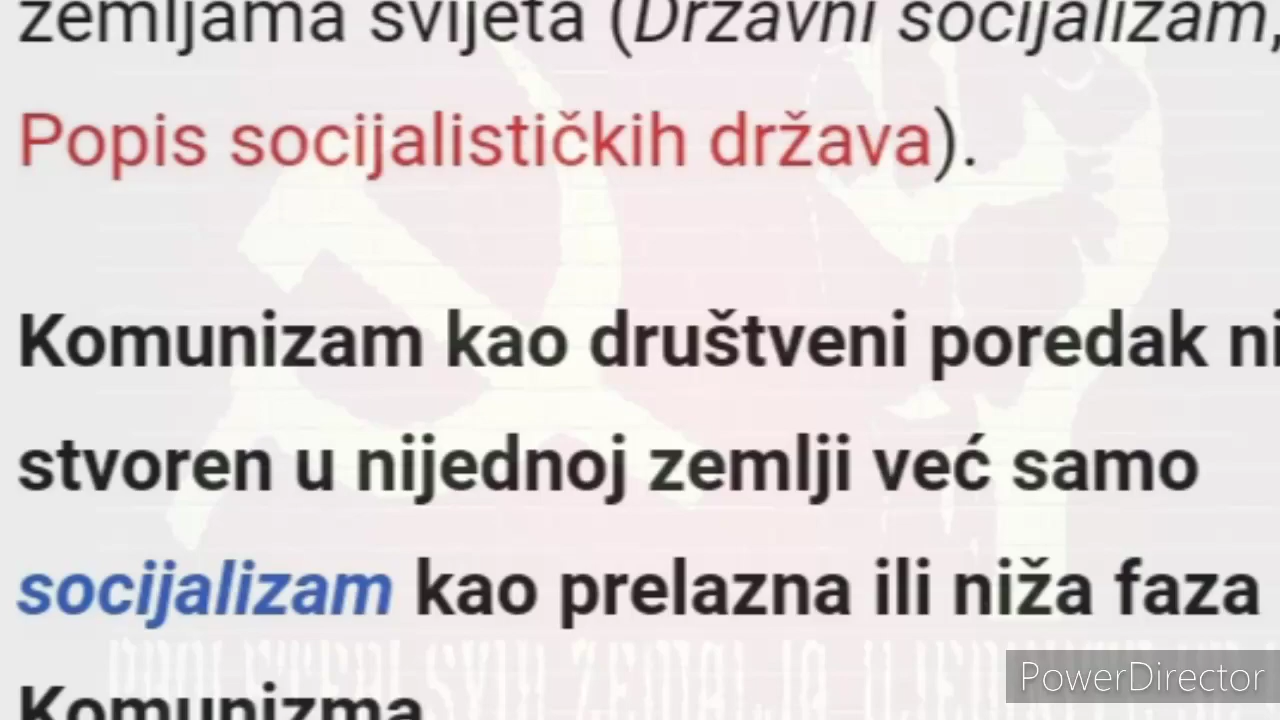 zemljama svijeta (Državni socijalizam,
Popis socijalističkih država).
Komunizam kao društveni poredak ni
stvoren u nijednoj zemlji već samo
socijalizam kao prelazna ili niža faza
Komunizma
PowerDirector